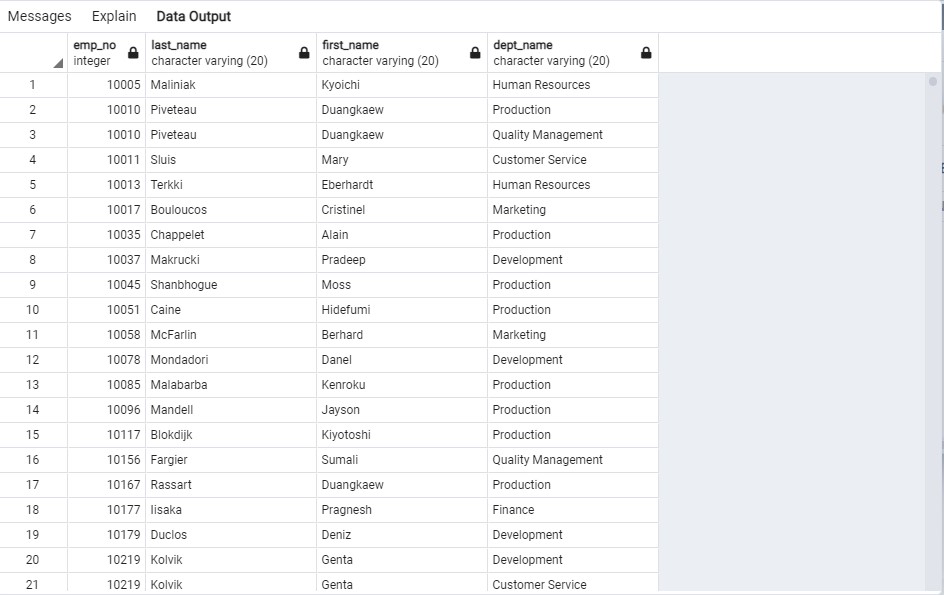 Messages Explain Data Output
emp_no last_name first_name dept_name
integer character varying (20) character varying (20) character varying (20)
1 10005 Maliniak Kyoichi Human Resources
2 10010 Piveteau Duangkaew Production
3 10010 Piveteau Duangkaew Quality Management
4 10011 Sluis Mary Customer Service
5 10013 Terkki Eberhardt Human Resources
6 10017 Bouloucos Cristinel Marketing
7 10035 Chappelet Alain Production
8 10037 Makrucki Pradeep Development
9 10045 Shanbhogue Moss Production
10 10051 Caine Hidefumi Production
11 10058 McFarlin Berhard Marketing
12 10078 Mondadori Danel Development
13 10085 Malabarba Kenroku Production
14 10096 Mandell Jayson Production
15 10117 Blokdijk Kiyotoshi Production
16 10156 Fargier Sumali Quality Management
17 10167 Rassart Duangkaew Production
18 10177 Iisaka Pragnesh Finance
19 10179 Duclos Deniz Development
20 10219 Kolvik Genta Development
21 10219 Kolvik Genta Customer Service